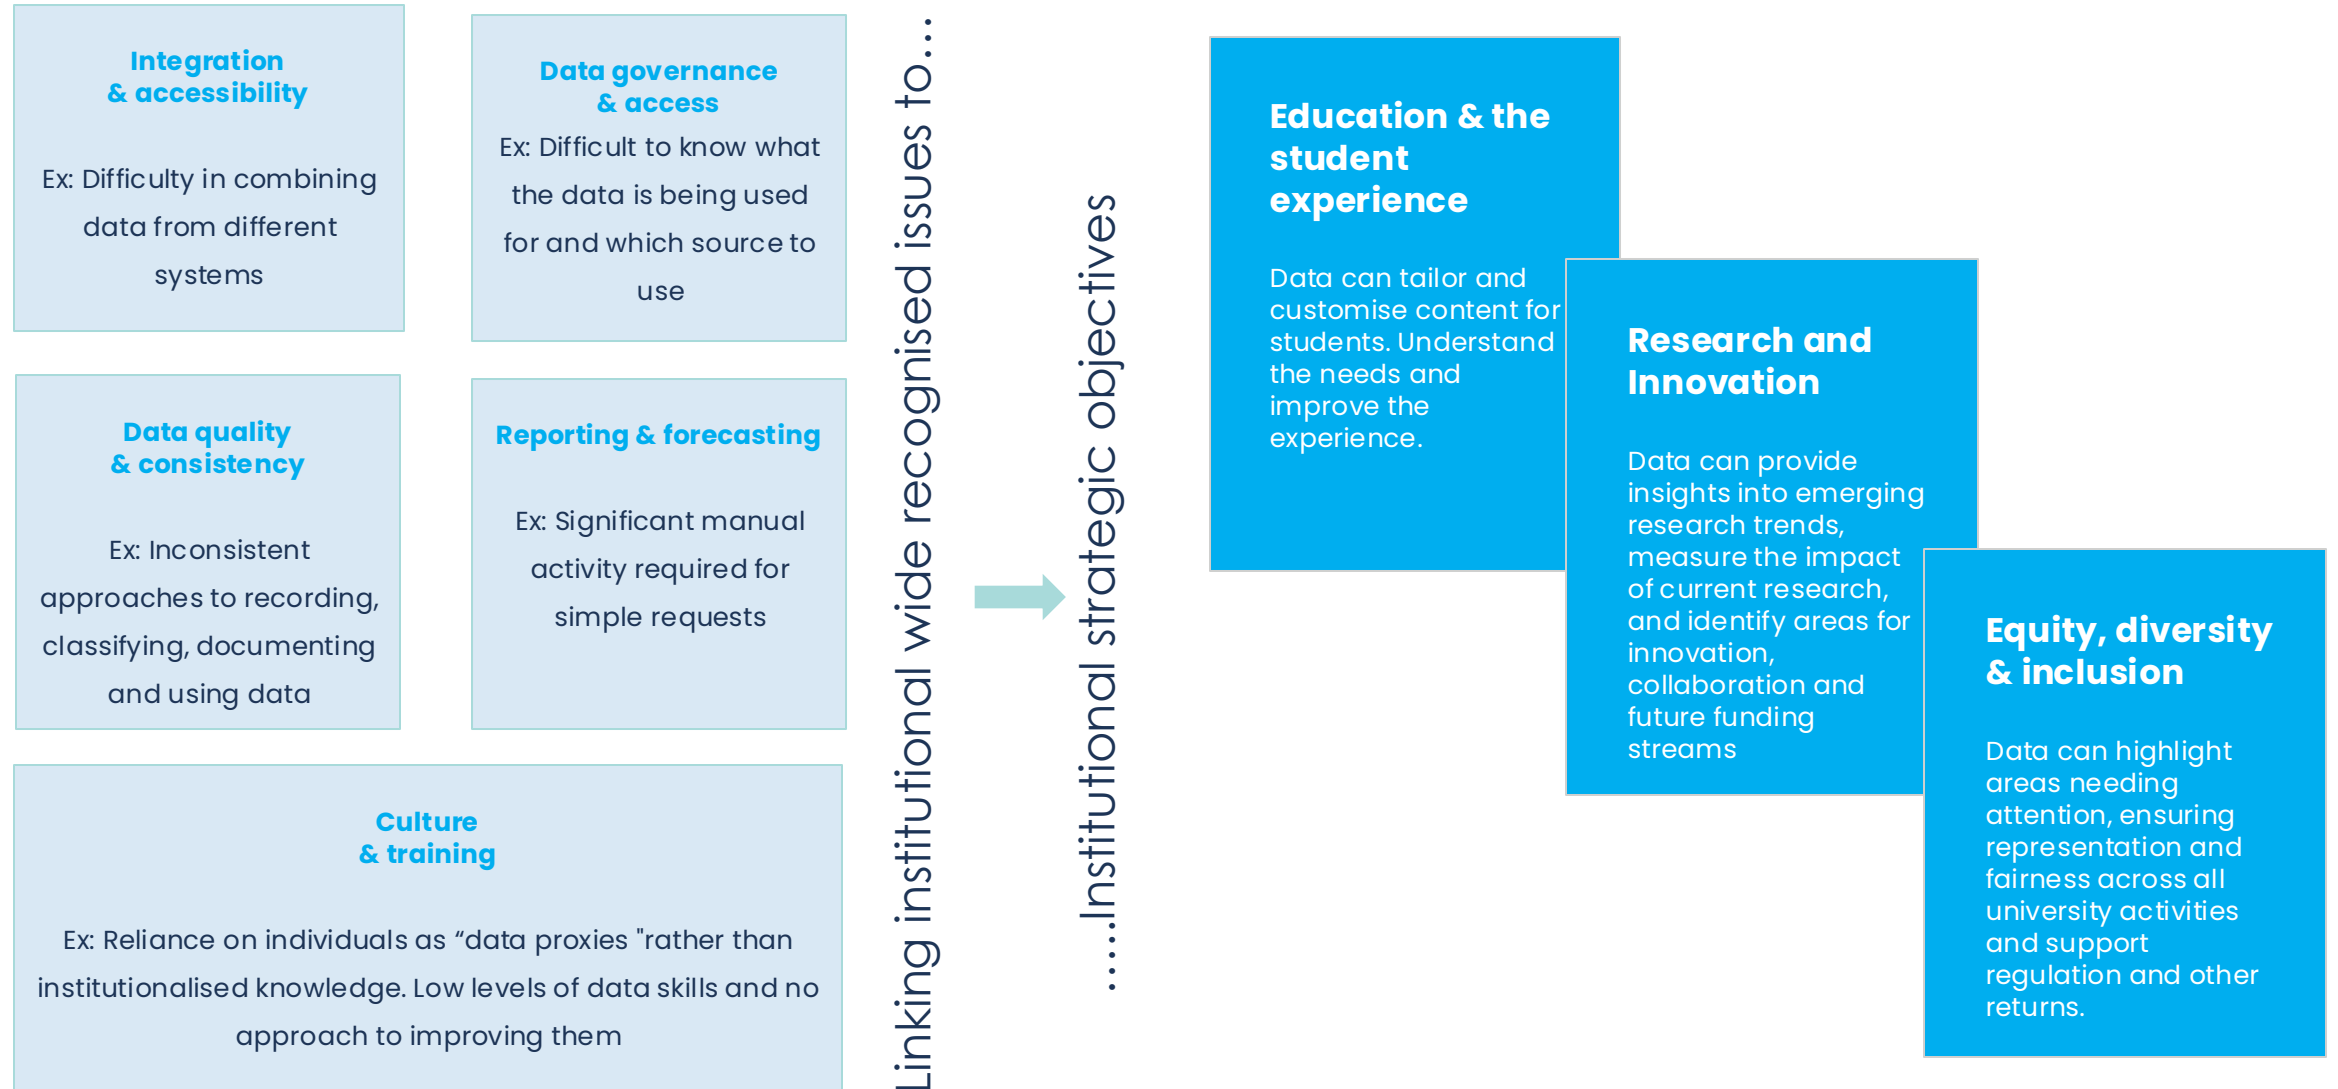 Integration
& accessibility
Ex: Difficulty in combining
data from different
systems
Data governance
& access
Ex: Difficult to know what
the data is being used
for and which source to
use
Data quality
& consistency
Ex: Inconsistent
approaches to recording,
classifying, documenting
and using data
Reporting & forecasting
Ex: Significant manual
activity required for
simple requests
Culture
& training
Ex: Reliance on individuals as “data proxies "rather than
institutionalised knowledge. Low levels of data skills and no
approach to improving them
Linking institutional wide recognised issues to...
.....Institutional strategic objectives
Education & the
student
experience
Data can tailor and
customise content for
students. Understand
the needs and
improve the
experience.
Research and
Innovation
Data can provide
insights into emerging
research trends,
measure the impact
of current research,
and identify areas for
innovation,
collaboration and
future funding
streams
Equity, diversity
& inclusion
Data can highlight
areas needing
attention, ensuring
representation and
fairness across all
university activities
and support
regulation and other
returns.